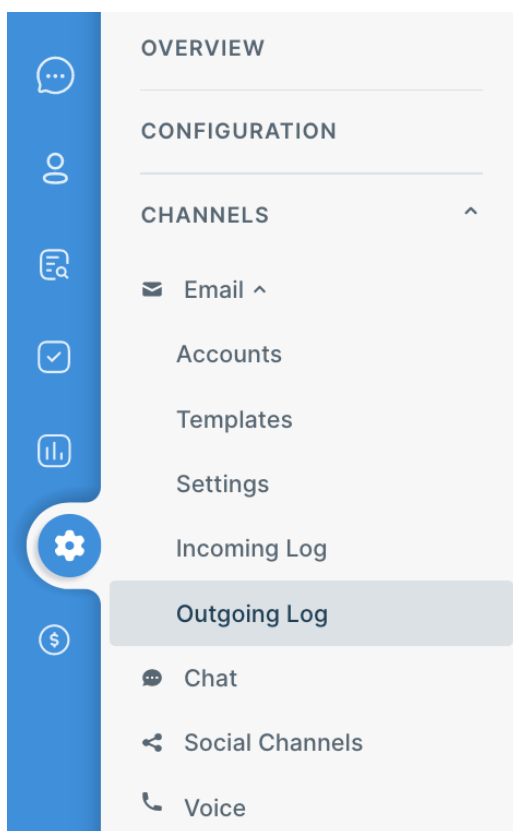 OVERVIEW
CONFIGURATION
CHANNELS
Email
Accounts
Templates
Settings
Incoming Log
Outgoing Log
Chat
Social Channels
Voice
$